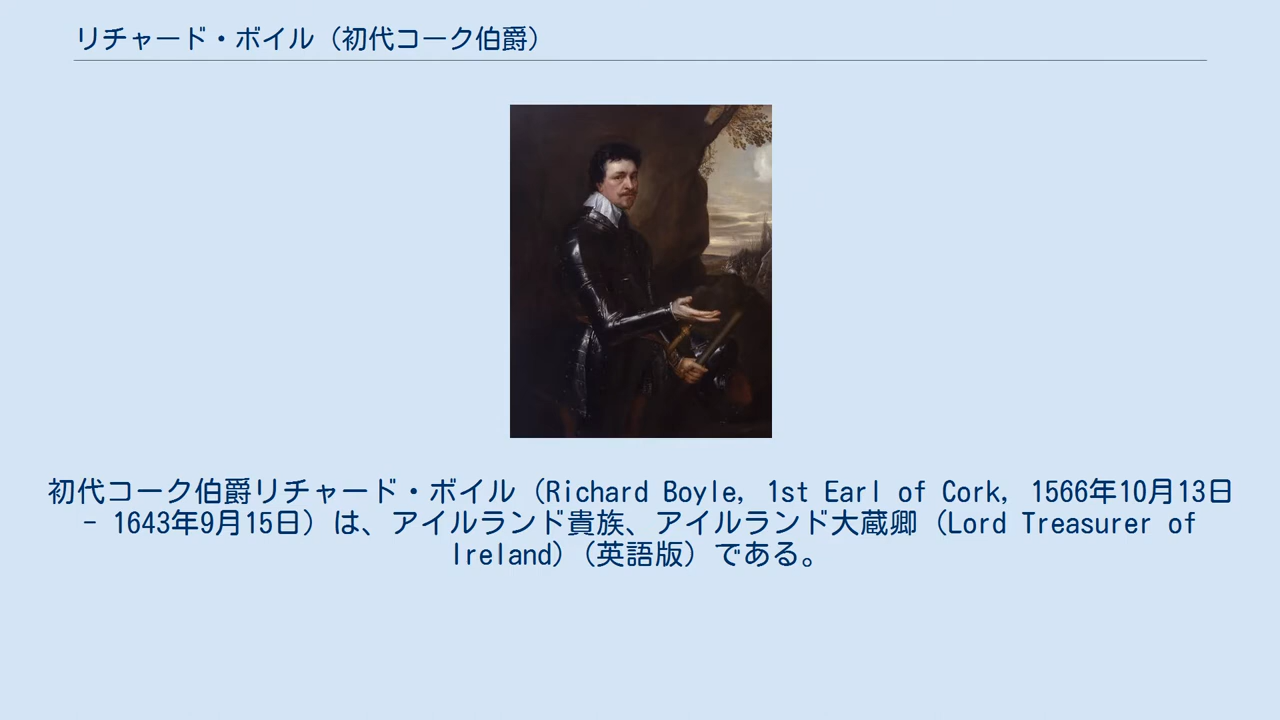 リチャード・ボイル（初代コーク伯爵）
初代コーク伯爵リチャード・ボイル（Richard Boyle, 1st Earl of Cork, 1566年10月13日
- 1643年9月15日）は、アイルランド貴族、アイルランド大蔵卿（Lord Treasurer of
Ireland）（英語版）である。